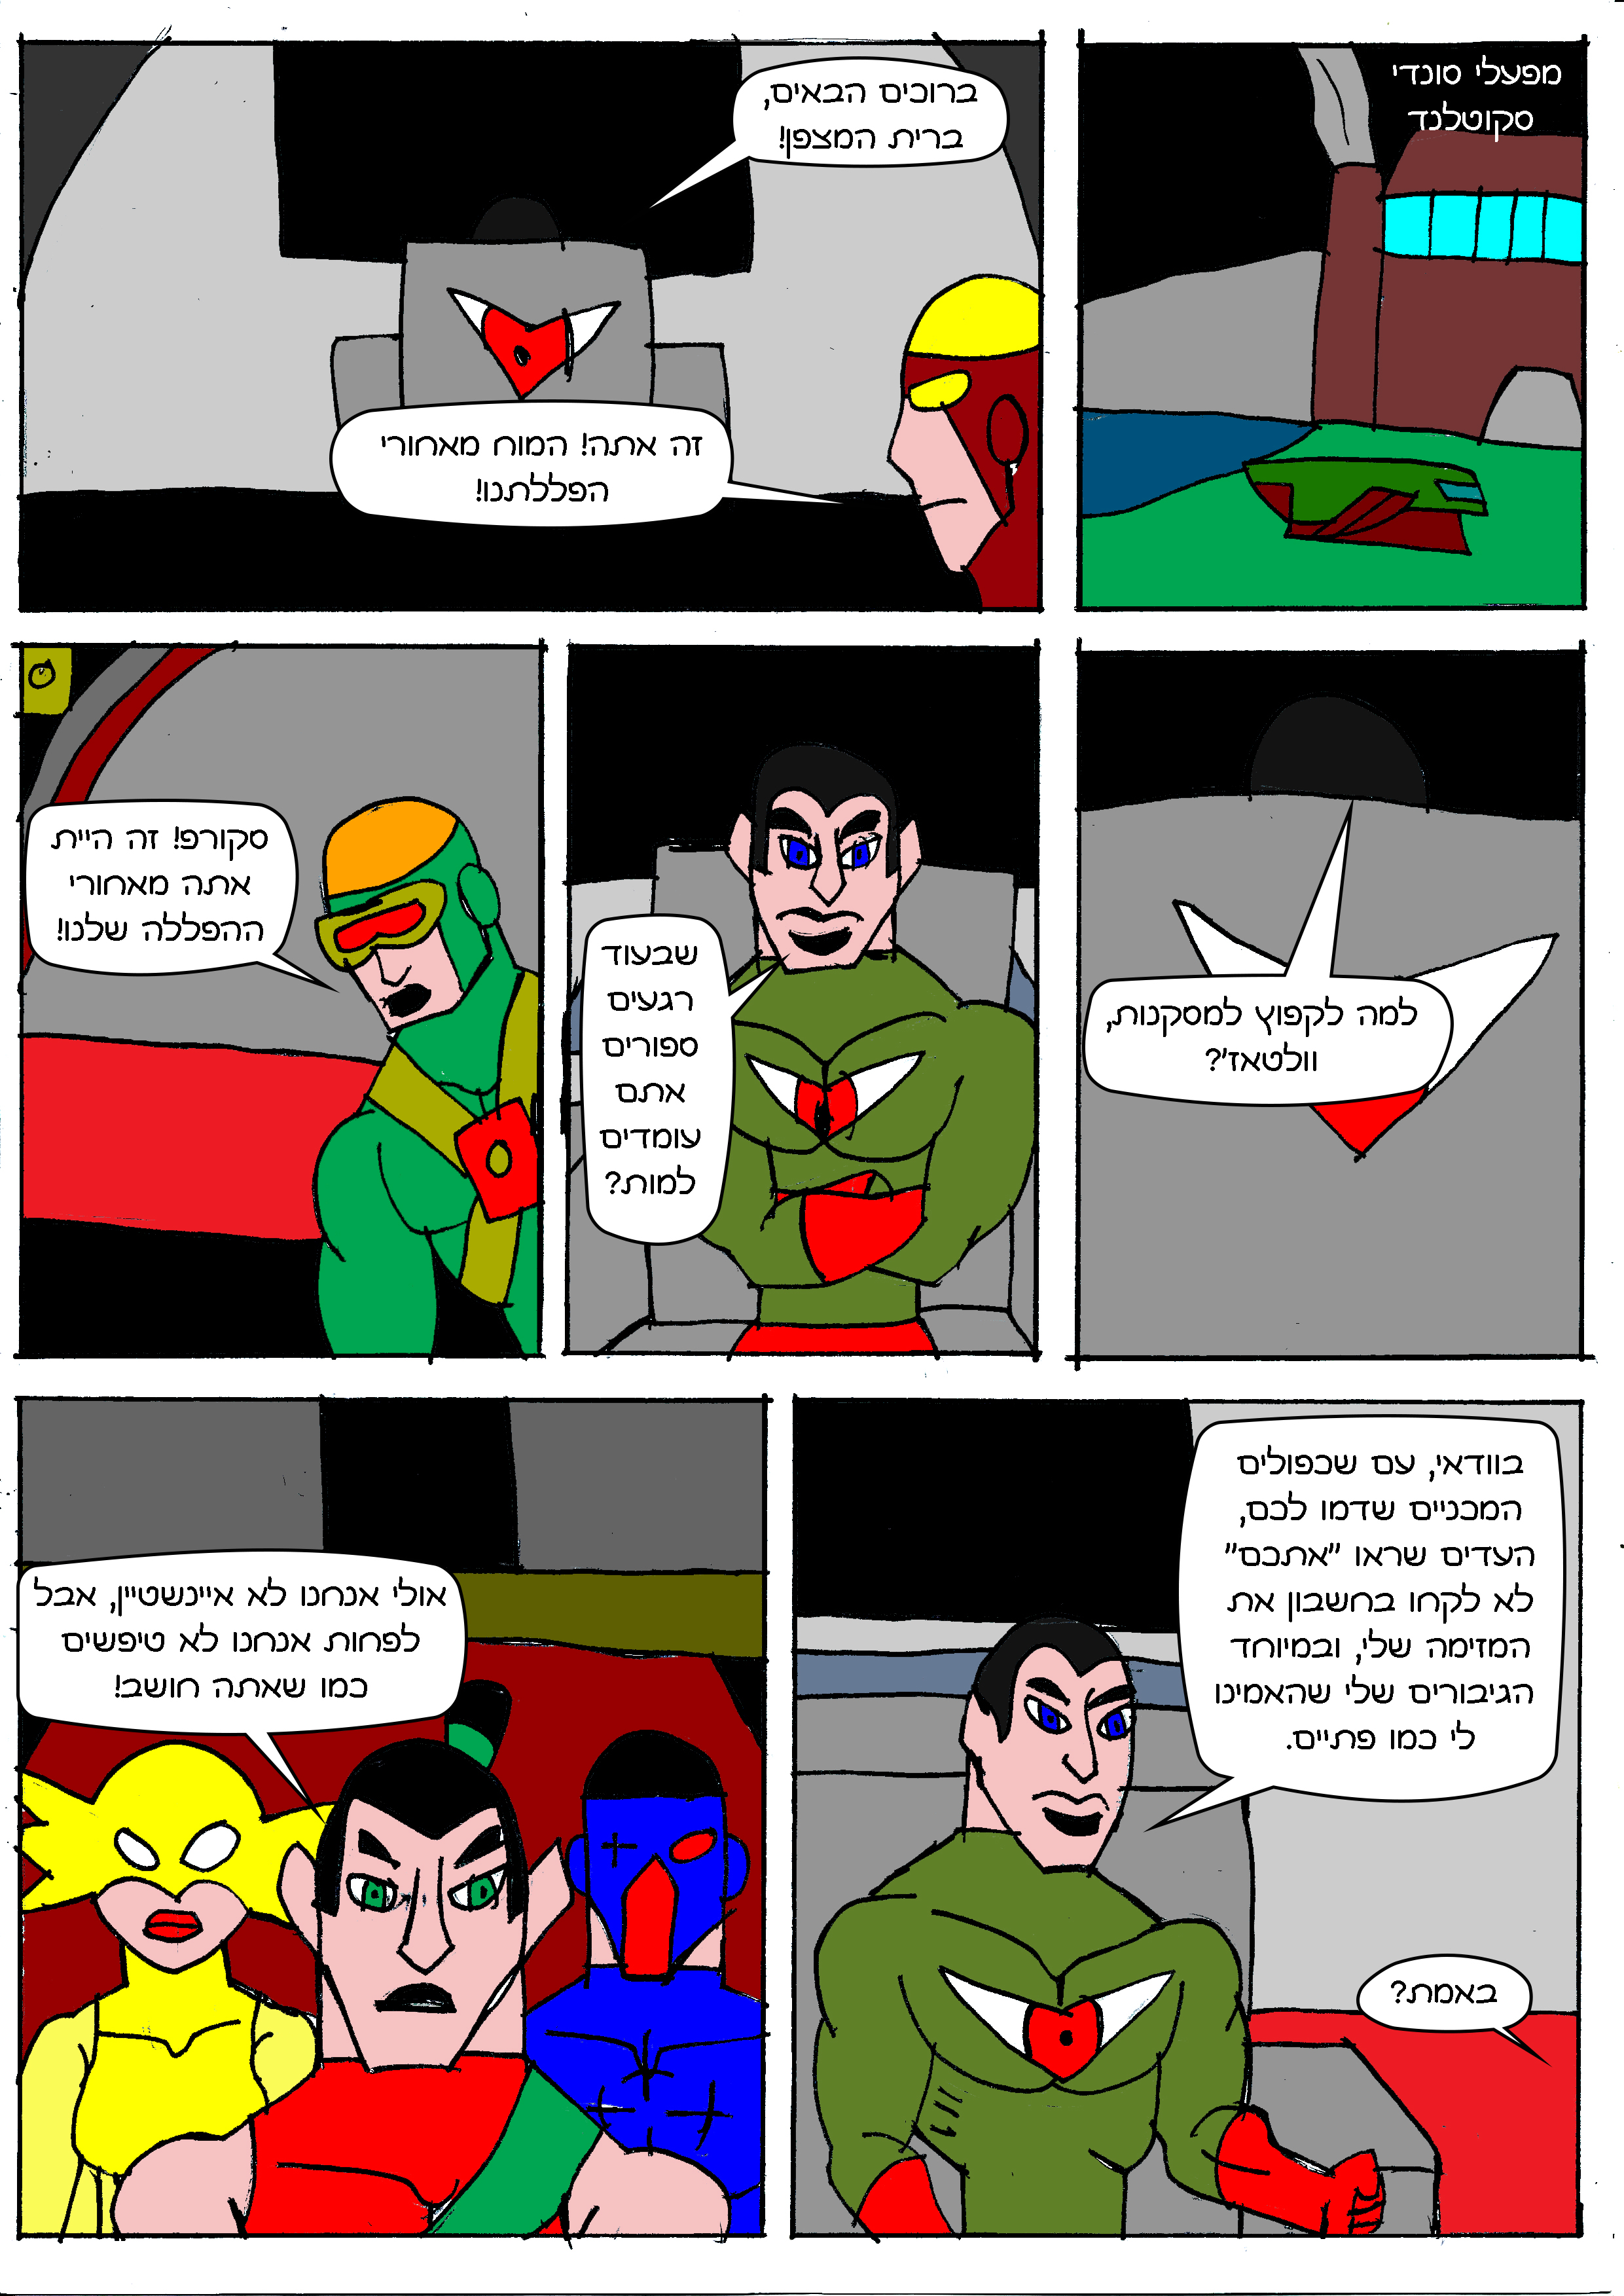 מפעלי סונדי
סקוטלנד
ברוכים הבאים,
ברית המצפן!
זה אתה! המוח מאחורי
הפללתנו!
למה לקפוץ למסקנות,
וולטאז'?
שבעוד
רגעים
ספורים
אתם
עומדים
למות?
סקורפ! זה היית
אתה מאחורי
ההפללה שלנו!
בוודאי, עם שכפולים
המכניים שדמו לכם,
העדים שראו "אתכם"
לא לקחו בחשבון את
המזימה שלי, ובמיוחד
הגיבורים שלי שהאמינו
לי כמו פתיים.
באמת?
אולי אנחנו לא איינשטיין, אבל
לפחות אנחנו לא טיפשים
כמו שאתה חושב!